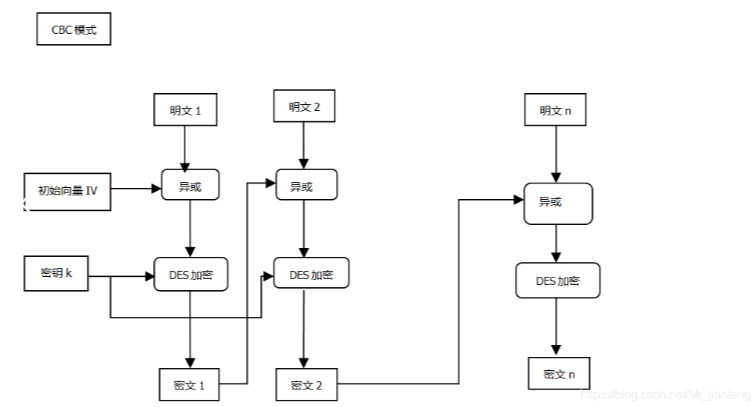 CBC 模式
明文 1
明文 2
明文 n
初始向量 IV
异或
异或
异或
密钥 k
DES 加密
DES 加密
DES 加密
密文 1
密文 2
密文 n
https://blog.csdn.net/Mr_jianfeng